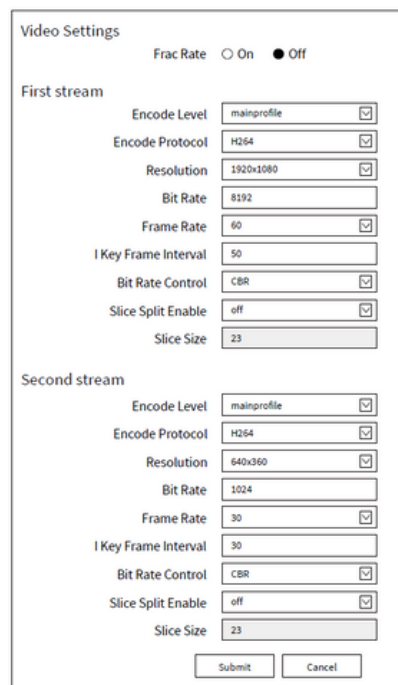 Video Settings
Frac Rate On Off
First stream
Encode Level mainprofile
Encode Protocol H264
Resolution 1920x1080
Bit Rate 8192
Frame Rate 60
I Key Frame Interval 50
Bit Rate Control CBR
Slice Split Enable off
Slice Size 23
Second stream
Encode Level mainprofile
Encode Protocol H264
Resolution 640x360
Bit Rate 1024
Frame Rate 30
I Key Frame Interval 30
Bit Rate Control CBR
Slice Split Enable off
Slice Size 23
Submit Cancel